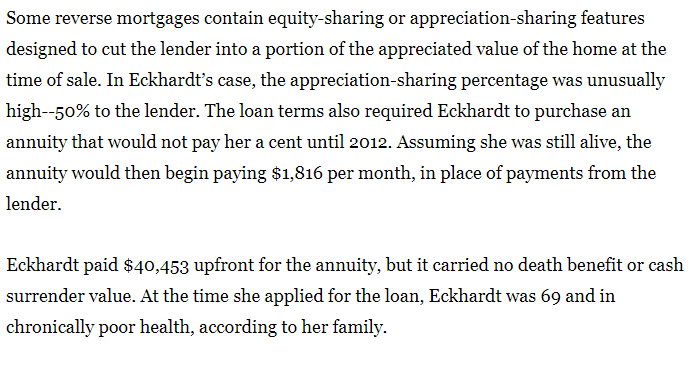 Some reverse mortgages contain equity-sharing or appreciation-sharing features
designed to cut the lender into a portion of the appreciated value of the home at the
time of sale. In Eckhardt’s case, the appreciation-sharing percentage was unusually
high--50% to the lender. The loan terms also required Eckhardt to purchase an
annuity that would not pay her a cent until 2012. Assuming she was still alive, the
annuity would then begin paying $1,816 per month, in place of payments from the
lender.
Eckhardt paid $40,453 upfront for the annuity, but it carried no death benefit or cash
surrender value. At the time she applied for the loan, Eckhardt was 69 and in
chronically poor health, according to her family.